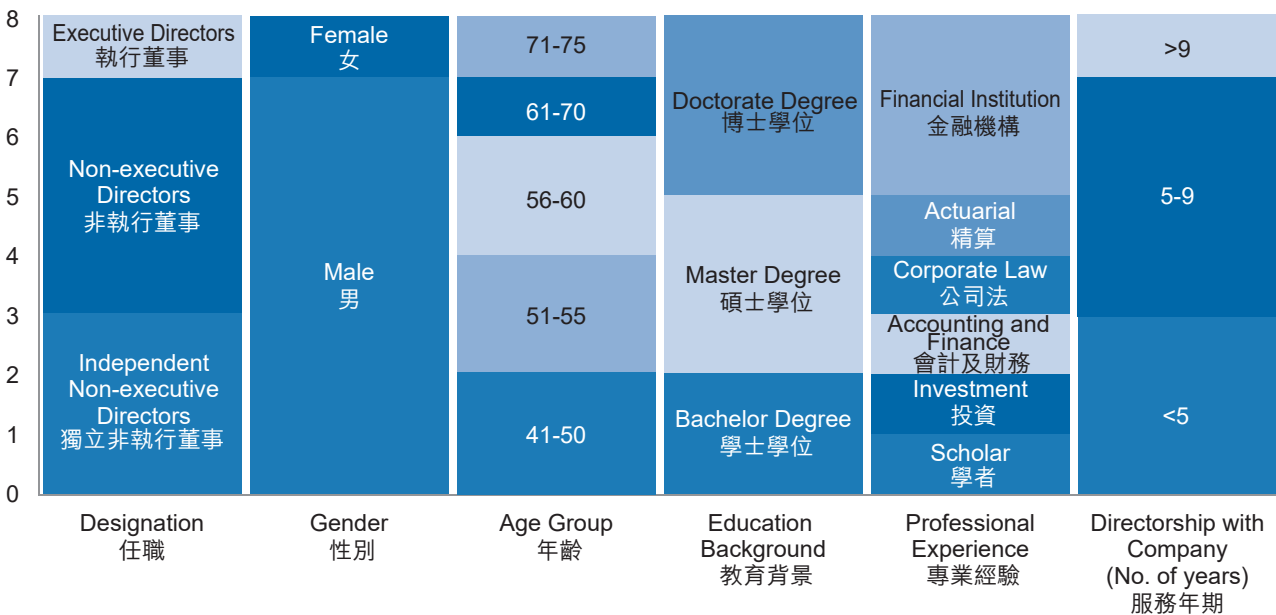 8
7
6
5
4
3
2
1
0
Executive Directors
執行董事
Non-executive
Directors
非執行董事
Independent
Non-executive
Directors
獨立非執行董事
Designation
任職
Female
女
Male
男
Gender
性別
71-75
61-70
56-60
51-55
41-50
Age Group
年齡
Doctorate Degree
博士學位
Master Degree
碩士學位
Bachelor Degree
學士學位
Education
Background
教育背景
Financial Institution
金融機構
Actuarial
精算
Corporate Law
公司法
Accounting and
Finance
會計及財務
Investment
投資
Scholar
學者
Professional
Experience
專業經驗
>9
5-9
<5
Directorship with
Company
(No. of years)
服務年期